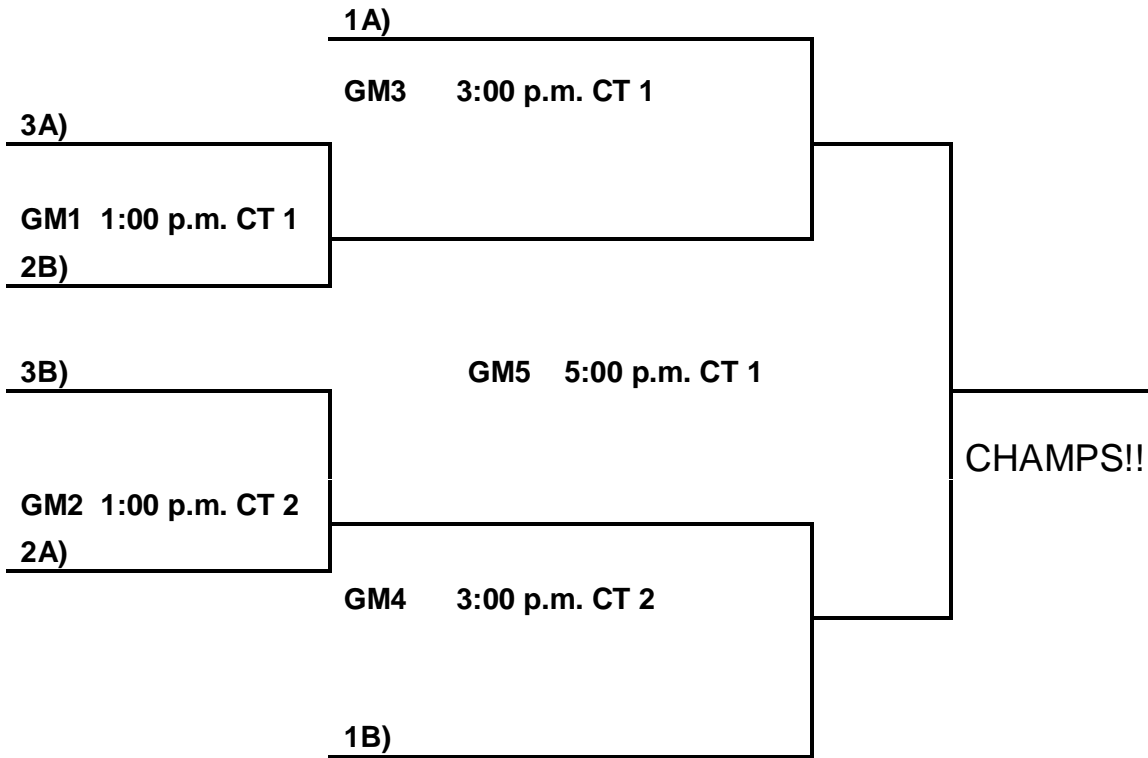 1A)
GM3 3:00 p.m. CT 1
3A)
GM1 1:00 p.m. CT 1
2B)
3B)
GM5 5:00 p.m. CT 1
CHAMPS!!
GM2 1:00 p.m. CT 2
2A)
GM4 3:00 p.m. CT 2
1B)